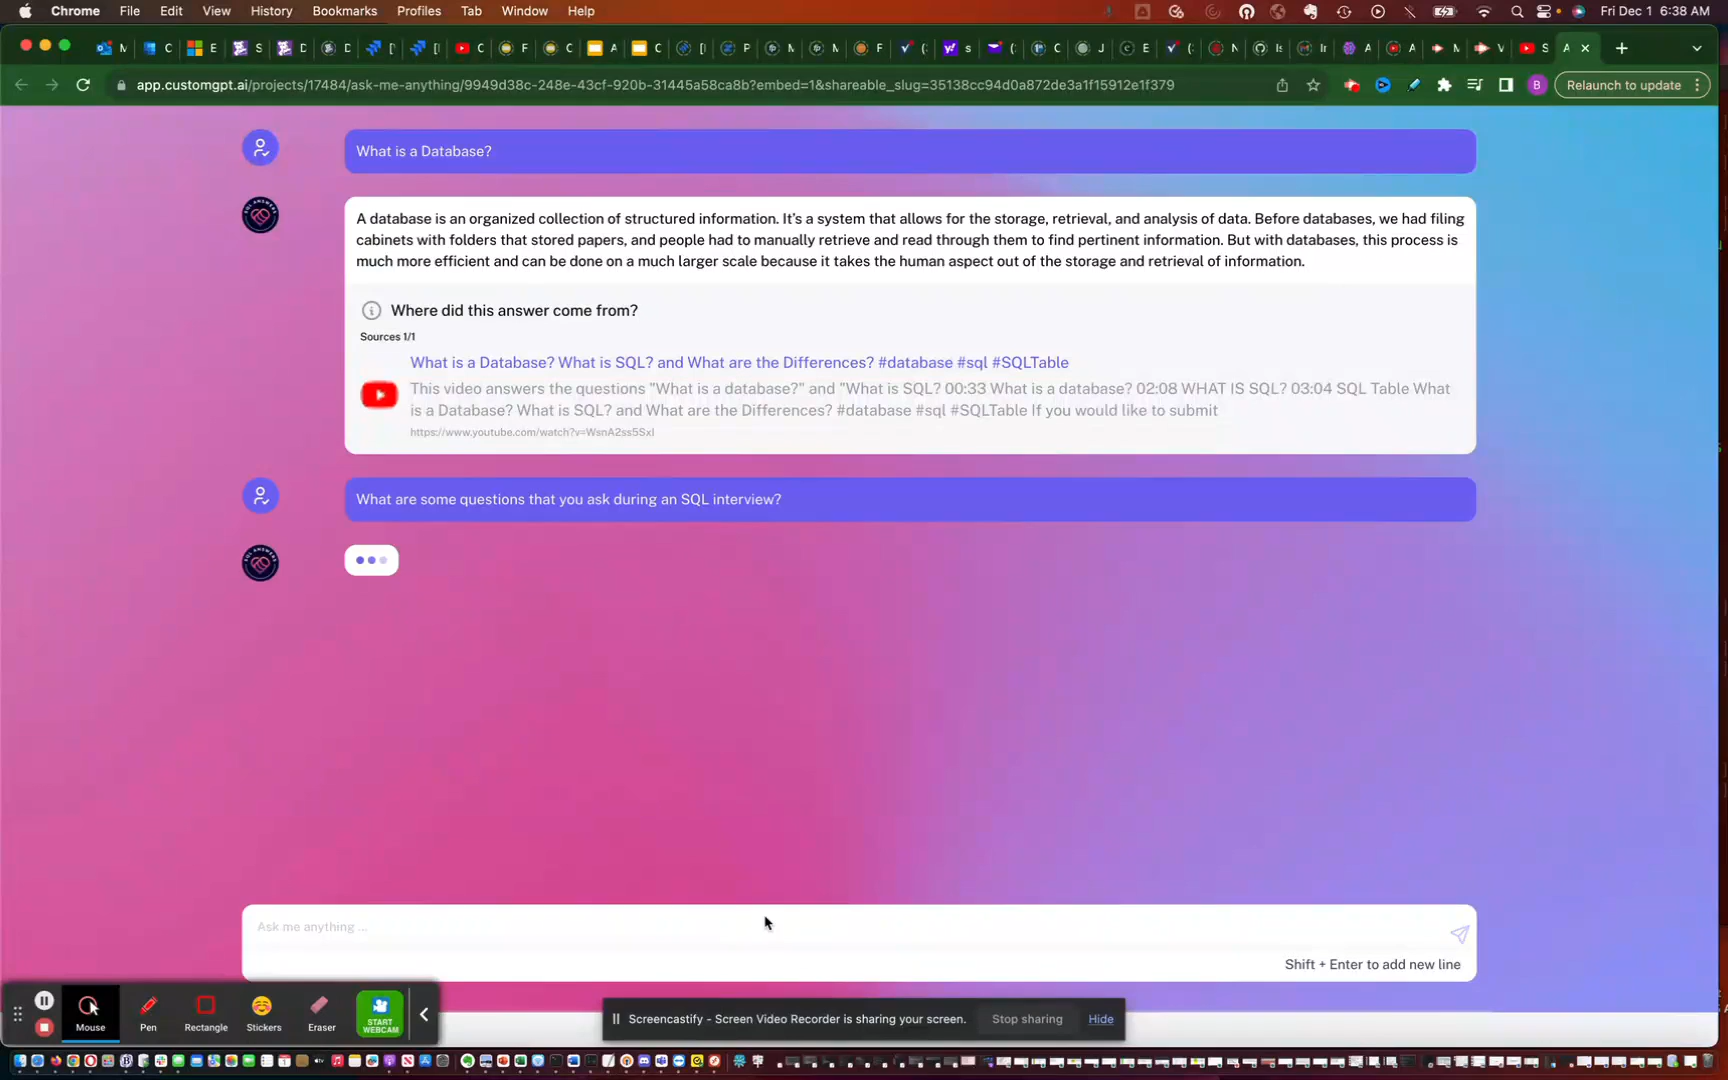 Chrome File Edit View History Bookmarks Profiles Tab Window Help
Fri Dec 1 6:38 AM
app.customgpt.ai/projects/17484/ask-me-anything/9949d38c-248e-43cf-920b-31445a58ca8b?embed=1&shareable_slug=35138cc94d0a872de3a1f15912e1f379
Relaunch to update
What is a Database?
A database is an organized collection of structured information. It's a system that allows for the storage, retrieval, and analysis of data. Before databases, we had filing
cabinets with folders that stored papers, and people had to manually retrieve and read through them to find pertinent information. But with databases, this process is
much more efficient and can be done on a much larger scale because it takes the human aspect out of the storage and retrieval of information.
Where did this answer come from?
Sources 1/1
What is a Database? What is SQL? and What are the Differences? #database #sql #SQLTable
This video answers the questions "What is a database?" and "What is SQL? 00:33 What is a database? 02:08 WHAT IS SQL? 03:04 SQL Table What
is a Database? What is SQL? and What are the Differences? #database #sql #SQLTable If you would like to submit
https://www.youtube.com/watch?v=WsnA2ss5SxI
What are some questions that you ask during an SQL interview?
SQL ANSWERS
Ask me anything ...
Shift + Enter to add new line
Mouse Pen Rectangle Stickers Eraser START WEBCAM
Screencastify - Screen Video Recorder is sharing your screen. Stop sharing Hide